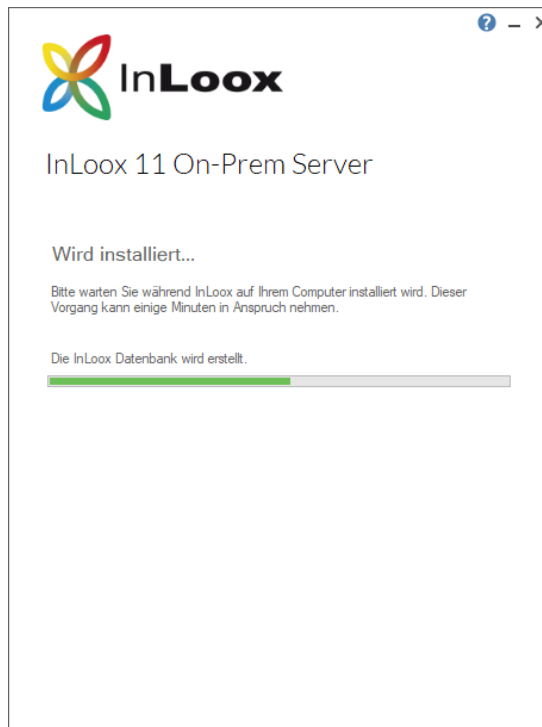 InLoox
InLoox 11 On-Prem Server
Wird installiert...
Bitte warten Sie während InLoox auf Ihrem Computer installiert wird. Dieser
Vorgang kann einige Minuten in Anspruch nehmen.
Die InLoox Datenbank wird erstellt.